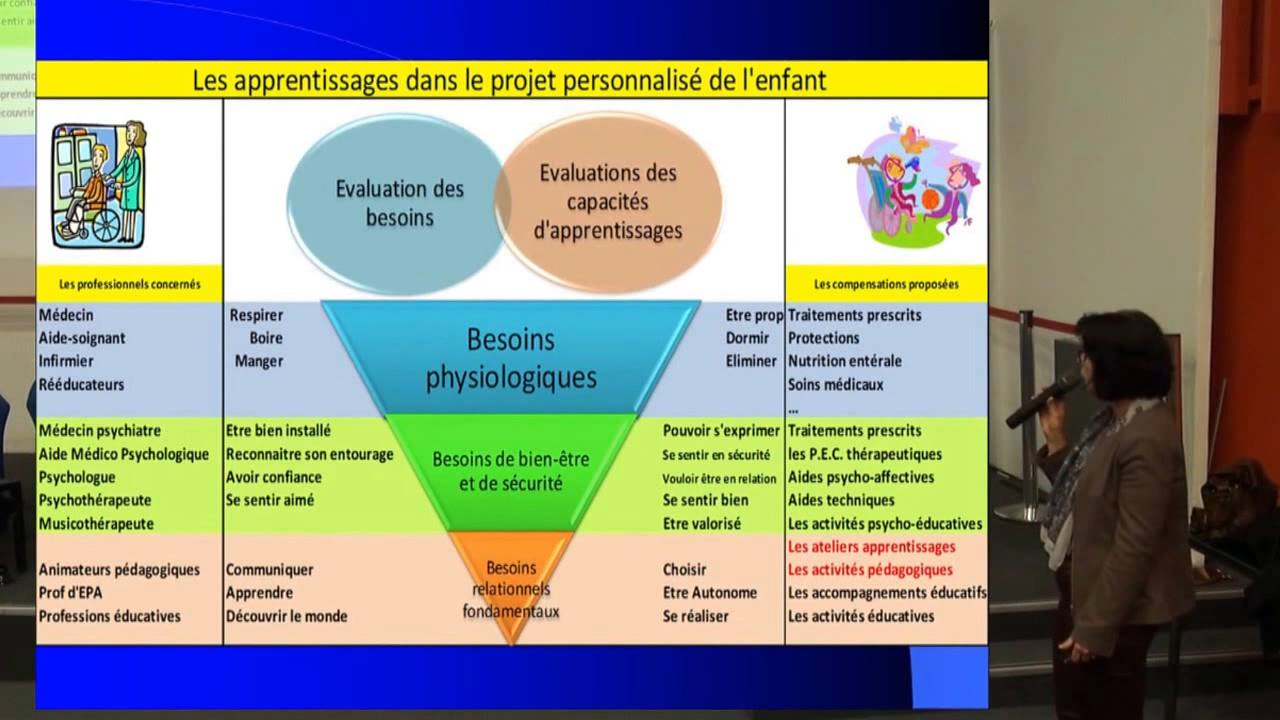 Les apprentissages dans le projet personnalisé de l'enfant
Evaluation des
besoins
Evaluations des
capacités
d'apprentissages
Les professionnels concernés
Les compensations proposées
Médecin
Aide-soignant
Infirmier
Rééducateurs
Respirer
Boire
Manger
Besoins
physiologiques
Etre prop
Dormir
Eliminer
Traitements prescrits
Protections
Nutrition entérale
Soins médicaux
...
Médecin psychiatre
Aide Médico Psychologique
Psychologue
Psychothérapeute
Musicothérapeute
Etre bien installé
Reconnaitre son entourage
Avoir confiance
Se sentir aimé
Besoins de bien-être
et de sécurité
Pouvoir s'exprimer
Se sentir en sécurité
Vouloir être en relation
Se sentir bien
Etre valorisé
Traitements prescrits
les P.E.C. thérapeutiques
Aides psycho-affectives
Aides techniques
Les activités psycho-éducatives
Animateurs pédagogiques
Prof d'EPA
Professions éducatives
Communiquer
Apprendre
Découvrir le monde
Besoins
relationnels
fondamentaux
Choisir
Etre Autonome
Se réaliser
Les ateliers apprentissages
Les activités pédagogiques
Les accompagnements éducatifs
Les activités éducatives